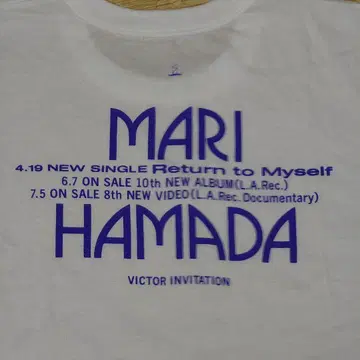 MARI
4.19 NEW SINGLE Return to Myself
6.7 ON SALE 10th NEW ALBUM(L.A.Rec.)
7.5 ON SALE 8th NEW VIDEO(L.A.Rec.Documentary)
HAMADA
VICTOR INVITATION